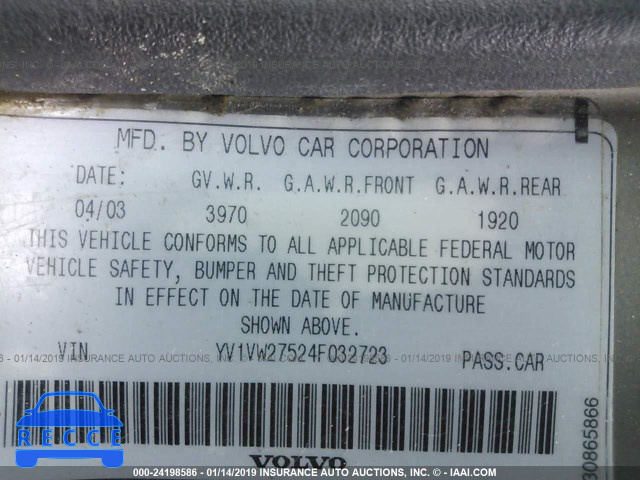 MFD. BY VOLVO CAR CORPORATION
DATE: GV.W.R. G.A.W.R.FRONT G.A.W.R.REAR
04/03 3970 2090 1920
THIS VEHICLE CONFORMS TO ALL APPLICABLE FEDERAL MOTOR
VEHICLE SAFETY, BUMPER AND THEFT PROTECTION STANDARDS
IN EFFECT ON THE DATE OF MANUFACTURE
SHOWN ABOVE.
VIN YV1VW27524F032723 PASS.CAR
30865866
VOLVO
RECCE
000-24198586 - 01/14/2019 INSURANCE AUTO AUCTIONS, INC. - © IAAI.COM